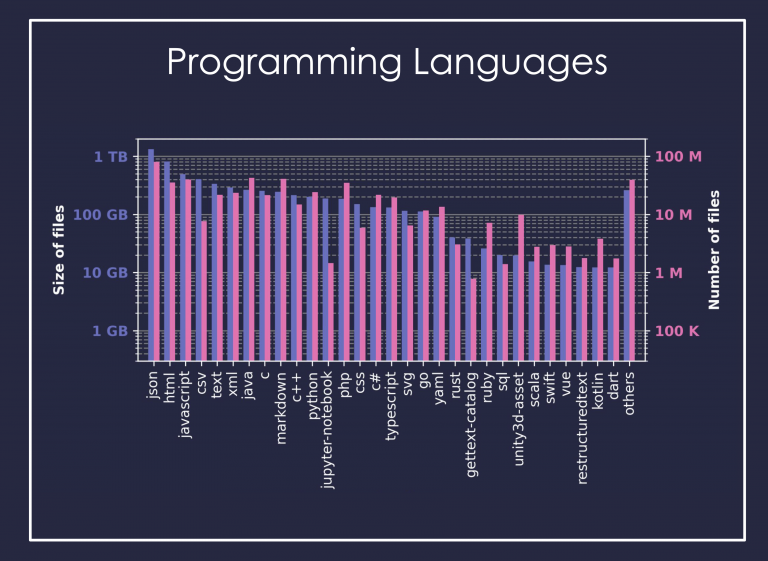 Programming Languages
Size of files
1 TB
100 GB
10 GB
1 GB
100 M
10 M
1 M
100 K
Number of files
json
html
javascript
csv
text
xml
java
c
markdown
c++
python
jupyter-notebook
php
css
c#
typescript
svg
go
yaml
rust
gettext-catalog
ruby
sql
unity3d-asset
scala
swift
vue
restructuredtext
kotlin
dart
others